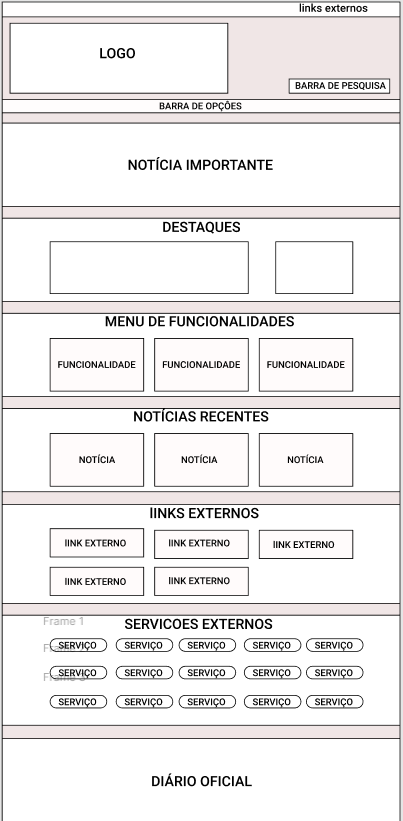 links externos
LOGO
BARRA DE PESQUISA
BARRA DE OPÇÕES
NOTÍCIA IMPORTANTE
DESTAQUES
MENU DE FUNCIONALIDADES
FUNCIONALIDADE FUNCIONALIDADE FUNCIONALIDADE
NOTÍCIAS RECENTES
NOTÍCIA NOTÍCIA NOTÍCIA
lINKS EXTERNOS
lINK EXTERNO lINK EXTERNO lINK EXTERNO
lINK EXTERNO lINK EXTERNO
Frame 1
SERVICOES EXTERNOS
SERVIÇO SERVIÇO SERVIÇO SERVIÇO SERVIÇO
SERVIÇO SERVIÇO SERVIÇO SERVIÇO SERVIÇO
SERVIÇO SERVIÇO SERVIÇO SERVIÇO SERVIÇO
DIÁRIO OFICIAL